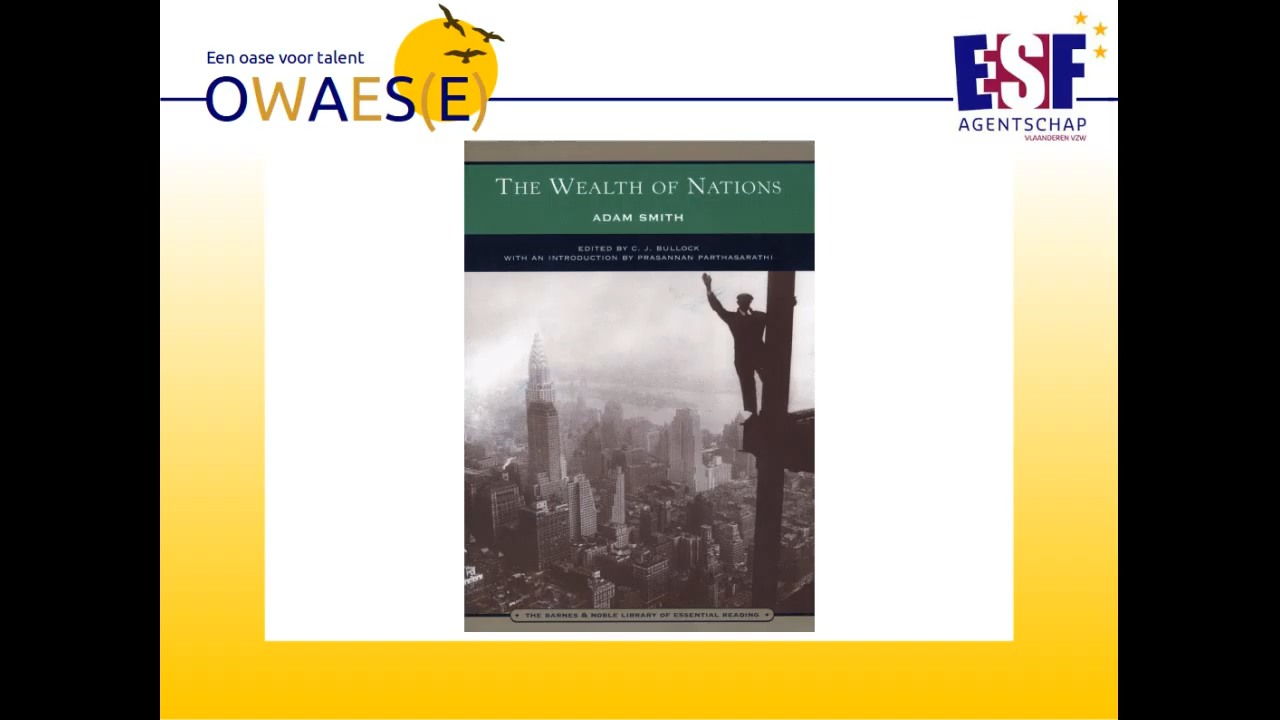 Een oase voor talent
OWAES(E)
ESF
AGENTSCHAP
VLAANDEREN VZW
THE WEALTH OF NATIONS
ADAM SMITH
EDITED BY C. J. BULLOCK
WITH AN INTRODUCTION BY PRASANNAN PARTHASARATHI
THE BARNES & NOBLE LIBRARY OF ESSENTIAL READING